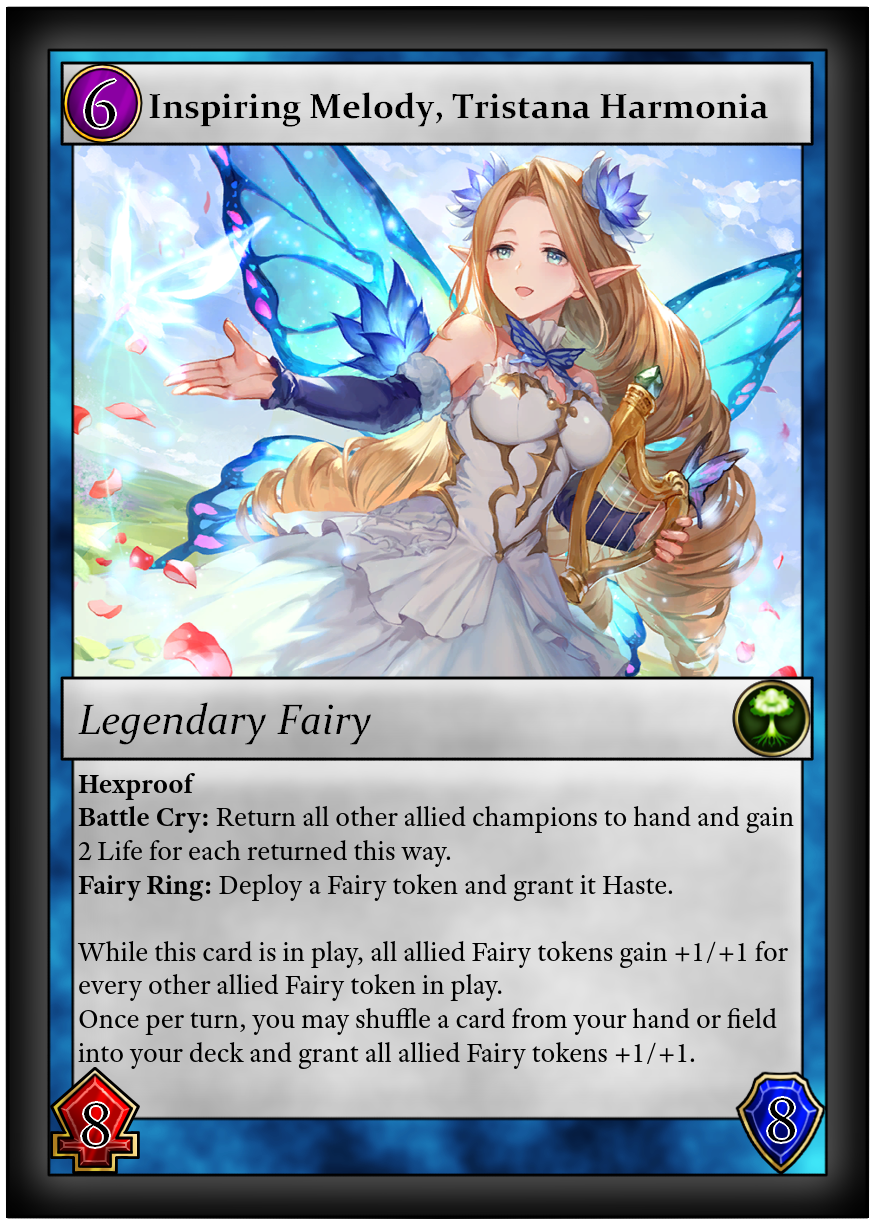 6 Inspiring Melody, Tristana Harmonia
Legendary Fairy
Hexproof
Battle Cry: Return all other allied champions to hand and gain
2 Life for each returned this way.
Fairy Ring: Deploy a Fairy token and grant it Haste.
While this card is in play, all allied Fairy tokens gain +1/+1 for
every other allied Fairy token in play.
Once per turn, you may shuffle a card from your hand or field
into your deck and grant all allied Fairy tokens +1/+1.
8 8